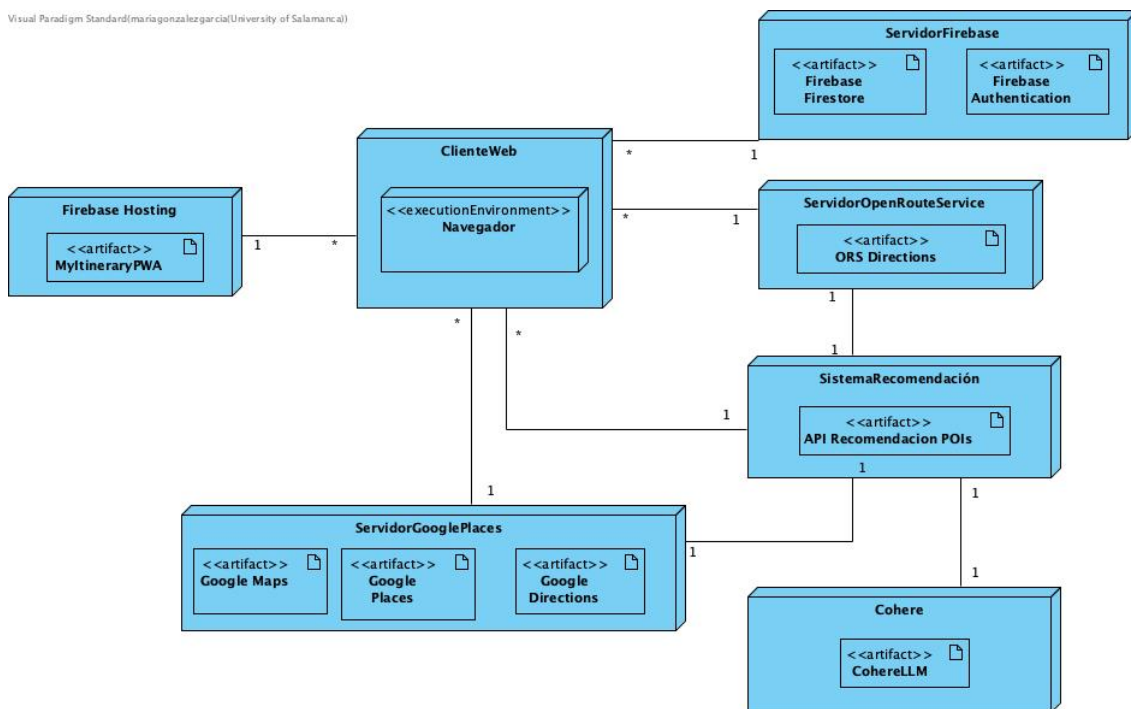 Visual Paradigm Standard(mariagonzalezgarcia(University of Salamanca))
ServidorFirebase
<<artifact>>
Firebase
Firestore
<<artifact>>
Firebase
Authentication
ClienteWeb
<<executionEnvironment>>
Navegador
*
1
Firebase Hosting
<<artifact>>
MyItineraryPWA
1
*
*
1
ServidorOpenRouteService
<<artifact>>
ORS Directions
1
1
*
*
SistemaRecomendación
<<artifact>>
API Recomendacion POIs
1
1
1
1
1
ServidorGooglePlaces
<<artifact>>
Google Maps
<<artifact>>
Google
Places
<<artifact>>
Google
Directions
1
Cohere
<<artifact>>
CohereLLM